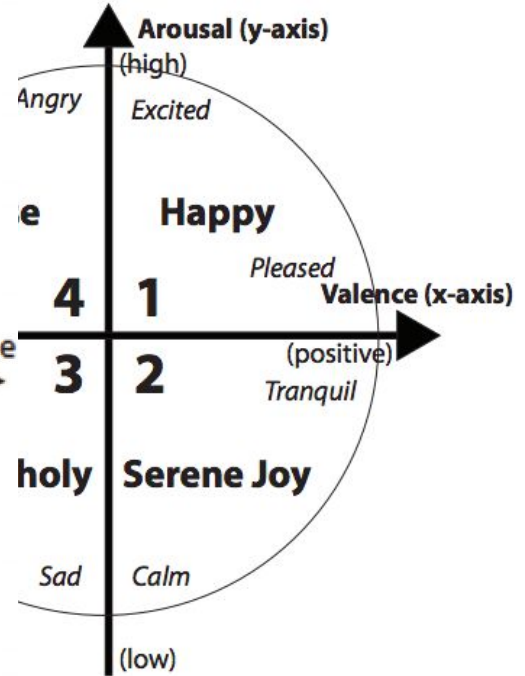 Arousal (y-axis)
(high)
Angry
Excited
e
Happy
Pleased
4 1
Valence (x-axis)
e
(positive)
3 2
Tranquil
holy Serene Joy
Sad Calm
(low)